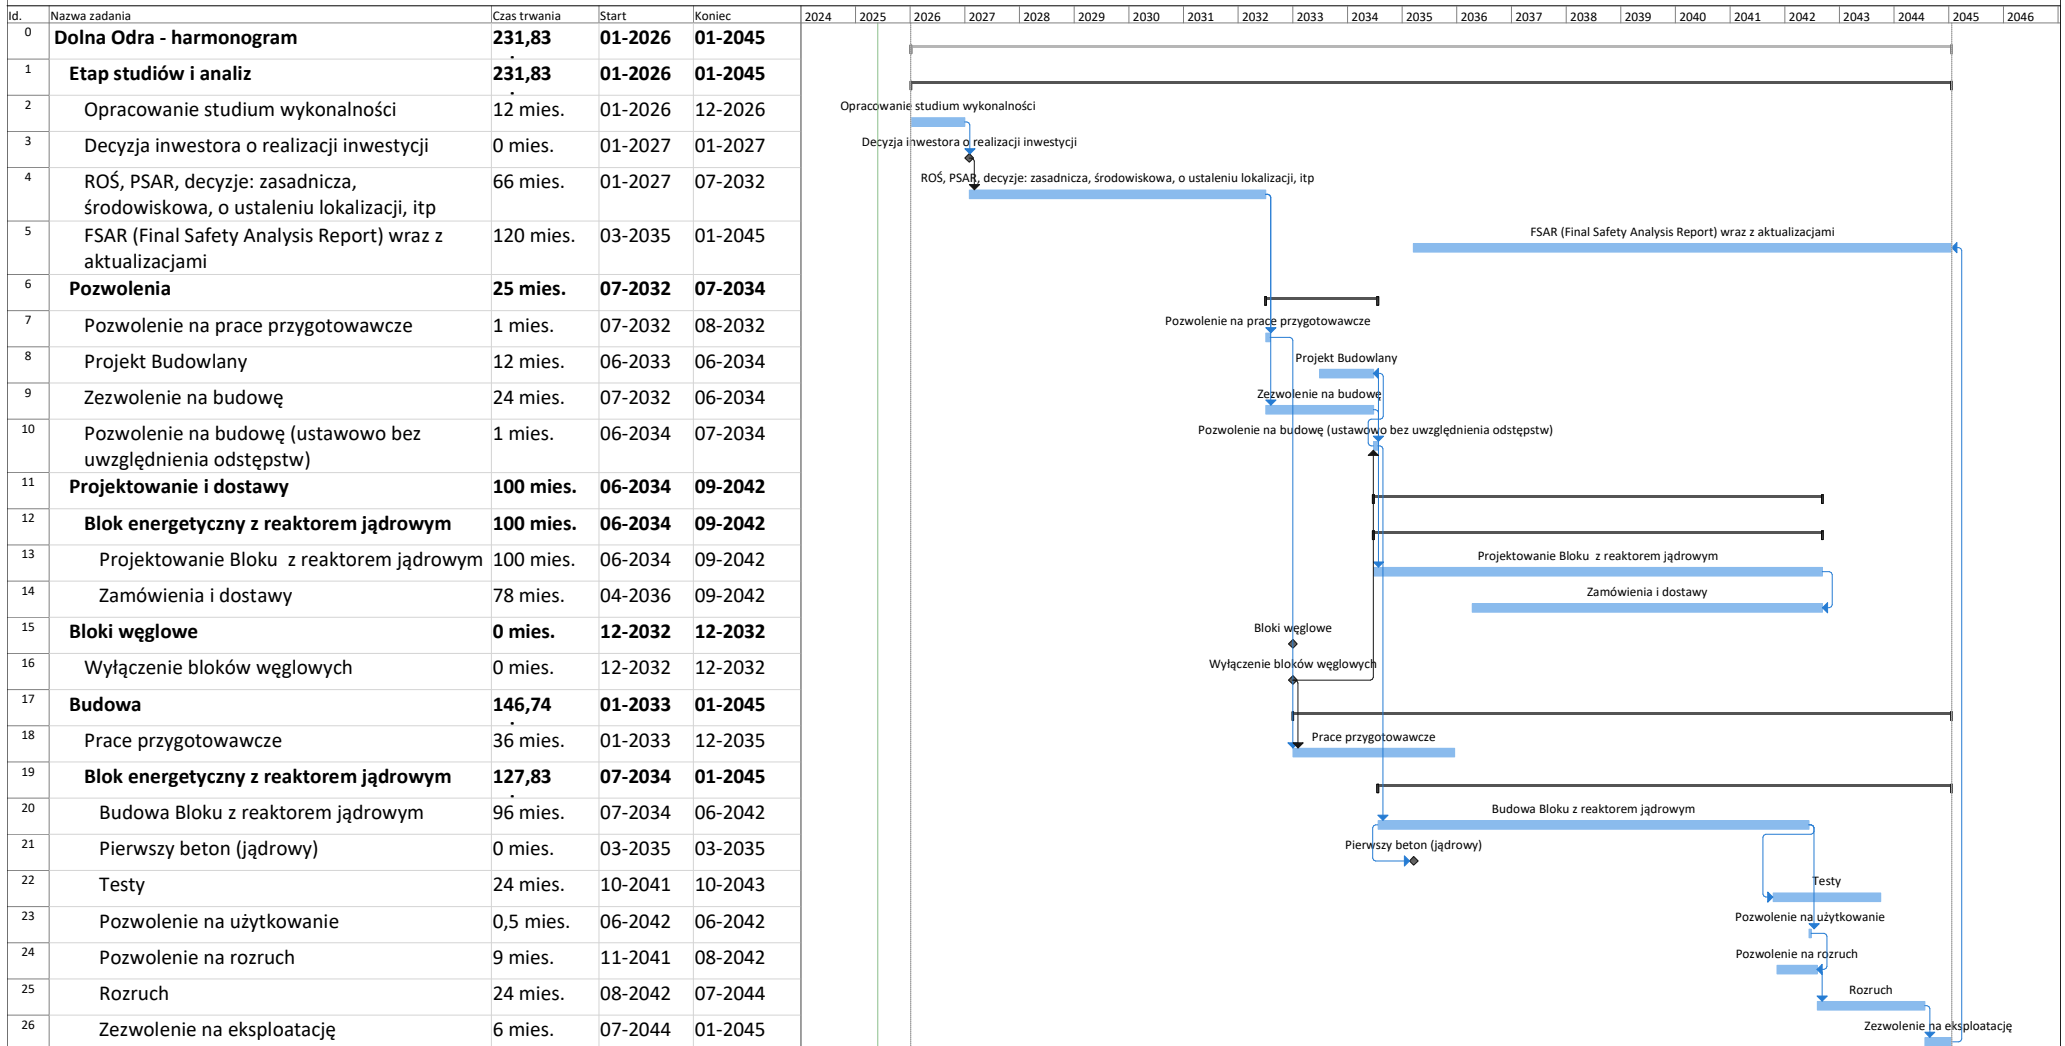 Id. Nazwa zadania Czas trwania Start Koniec 2024 2025 2026 2027 2028 2029 2030 2031 2032 2033 2034 2035 2036 2037 2038 2039 2040 2041 2042 2043 2044 2045 2046
0 Dolna Odra - harmonogram 231,83 01-2026 01-2045
1 Etap studiów i analiz 231,83 01-2026 01-2045
2 Opracowanie studium wykonalności 12 mies. 01-2026 12-2026 Opracowanie studium wykonalności
3 Decyzja inwestora o realizacji inwestycji 0 mies. 01-2027 01-2027 Decyzja inwestora o realizacji inwestycji
4 ROŚ, PSAR, decyzje: zasadnicza, 66 mies. 01-2027 07-2032 ROŚ, PSAR, decyzje: zasadnicza, środowiskowa, o ustaleniu lokalizacji, itp
środowiskowa, o ustaleniu lokalizacji, itp
5 FSAR (Final Safety Analysis Report) wraz z 120 mies. 03-2035 01-2045 FSAR (Final Safety Analysis Report) wraz z aktualizacjami
aktualizacjami
6 Pozwolenia 25 mies. 07-2032 07-2034
7 Pozwolenie na prace przygotowawcze 1 mies. 07-2032 08-2032 Pozwolenie na prace przygotowawcze
8 Projekt Budowlany 12 mies. 06-2033 06-2034 Projekt Budowlany
9 Zezwolenie na budowę 24 mies. 07-2032 06-2034 Zezwolenie na budowę
10 Pozwolenie na budowę (ustawowo bez 1 mies. 06-2034 07-2034 Pozwolenie na budowę (ustawowo bez uwzględnienia odstępstw)
uwzględnienia odstępstw)
11 Projektowanie i dostawy 100 mies. 06-2034 09-2042
12 Blok energetyczny z reaktorem jądrowym 100 mies. 06-2034 09-2042
13 Projektowanie Bloku z reaktorem jądrowym 100 mies. 06-2034 09-2042 Projektowanie Bloku z reaktorem jądrowym
14 Zamówienia i dostawy 78 mies. 04-2036 09-2042 Zamówienia i dostawy
15 Bloki węglowe 0 mies. 12-2032 12-2032 Bloki węglowe
16 Wyłączenie bloków węglowych 0 mies. 12-2032 12-2032 Wyłączenie bloków węglowych
17 Budowa 146,74 01-2033 01-2045
18 Prace przygotowawcze 36 mies. 01-2033 12-2035 Prace przygotowawcze
19 Blok energetyczny z reaktorem jądrowym 127,83 07-2034 01-2045
20 Budowa Bloku z reaktorem jądrowym 96 mies. 07-2034 06-2042 Budowa Bloku z reaktorem jądrowym
21 Pierwszy beton (jądrowy) 0 mies. 03-2035 03-2035 Pierwszy beton (jądrowy)
22 Testy 24 mies. 10-2041 10-2043 Testy
23 Pozwolenie na użytkowanie 0,5 mies. 06-2042 06-2042 Pozwolenie na użytkowanie
24 Pozwolenie na rozruch 9 mies. 11-2041 08-2042 Pozwolenie na rozruch
25 Rozruch 24 mies. 08-2042 07-2044 Rozruch
26 Zezwolenie na eksploatację 6 mies. 07-2044 01-2045 Zezwolenie na eksploatację